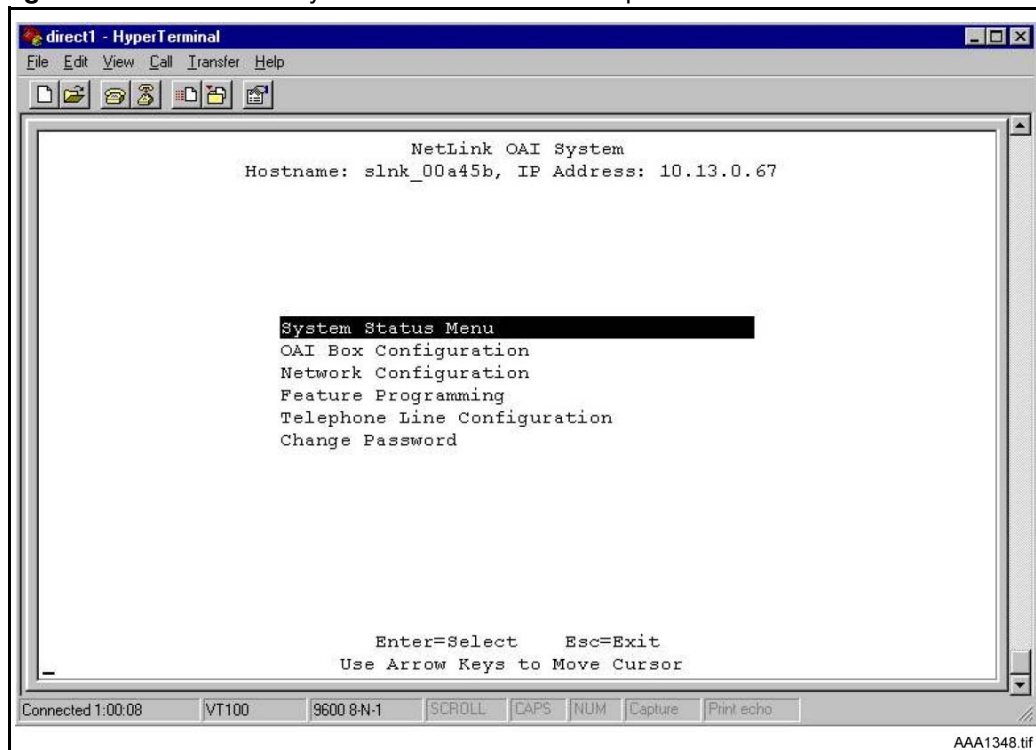 direct1 - HyperTerminal
File Edit View Call Transfer Help
NetLink OAI System
Hostname: slnk_00a45b, IP Address: 10.13.0.67
System Status Menu
OAI Box Configuration
Network Configuration
Feature Programming
Telephone Line Configuration
Change Password
Enter=Select Esc=Exit
Use Arrow Keys to Move Cursor
Connected 1:00:08 VT100 9600 8-N-1 SCROLL CAPS NUM Capture Print echo
AAA1348.tif